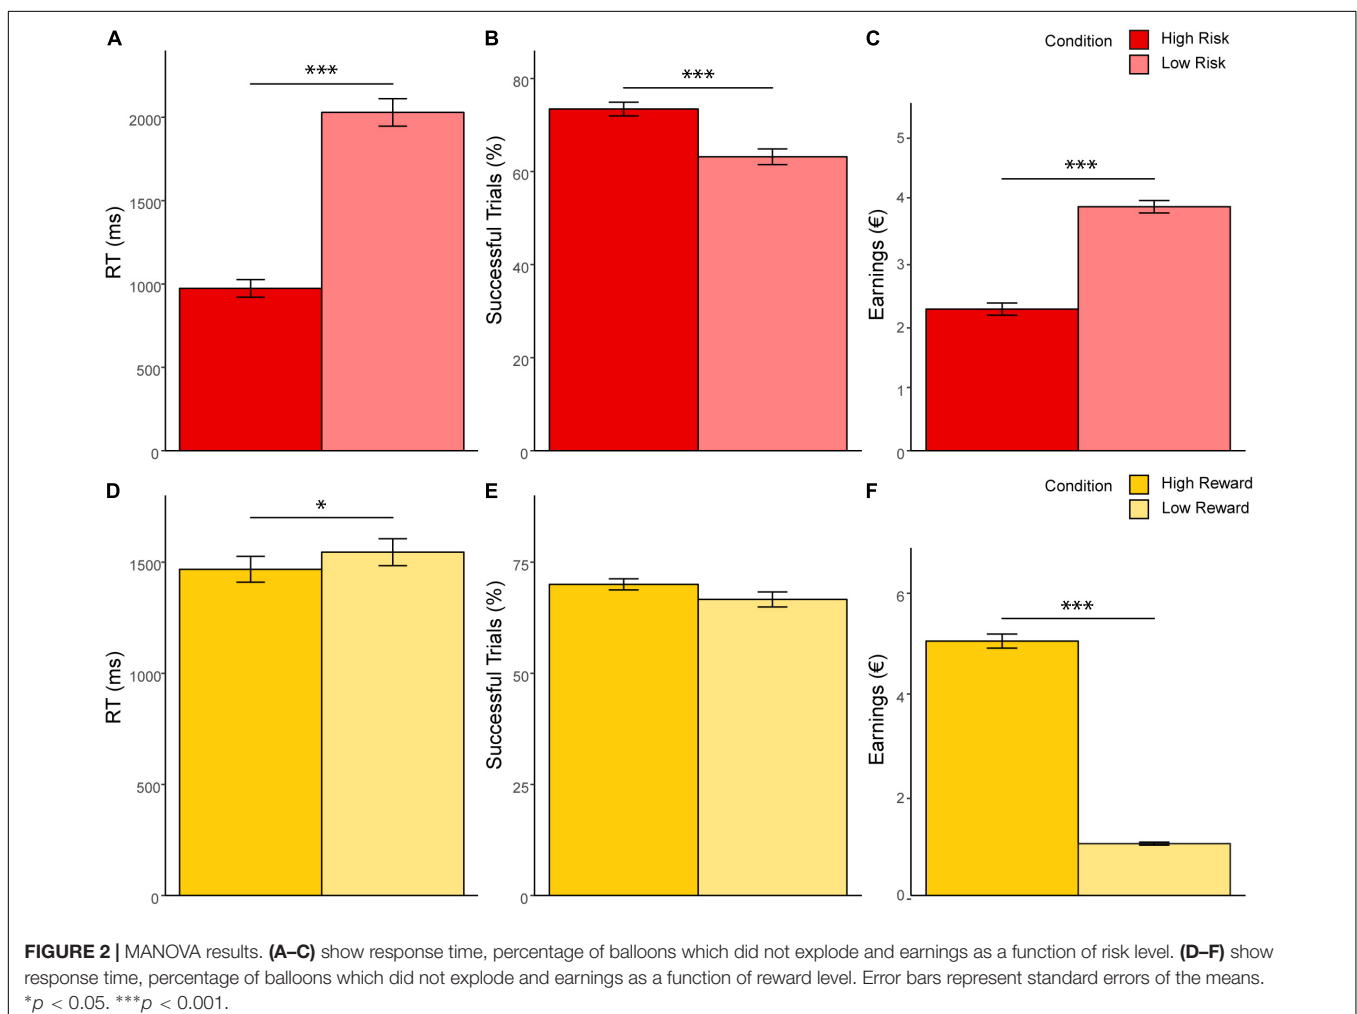 A
***
RT (ms)
2000
1500
1000
500
0
B
***
Successful Trials (%)
80
60
40
20
0
C
Condition
High Risk
Low Risk
***
Earnings (€)
5
4
3
2
1
0
D
*
RT (ms)
1500
1000
500
0
E
Successful Trials (%)
75
50
25
0
F
Condition
High Reward
Low Reward
***
Earnings (€)
6
4
2
0
FIGURE 2 | MANOVA results. (A–C) show response time, percentage of balloons which did not explode and earnings as a function of risk level. (D–F) show
response time, percentage of balloons which did not explode and earnings as a function of reward level. Error bars represent standard errors of the means.
*p < 0.05. ***p < 0.001.